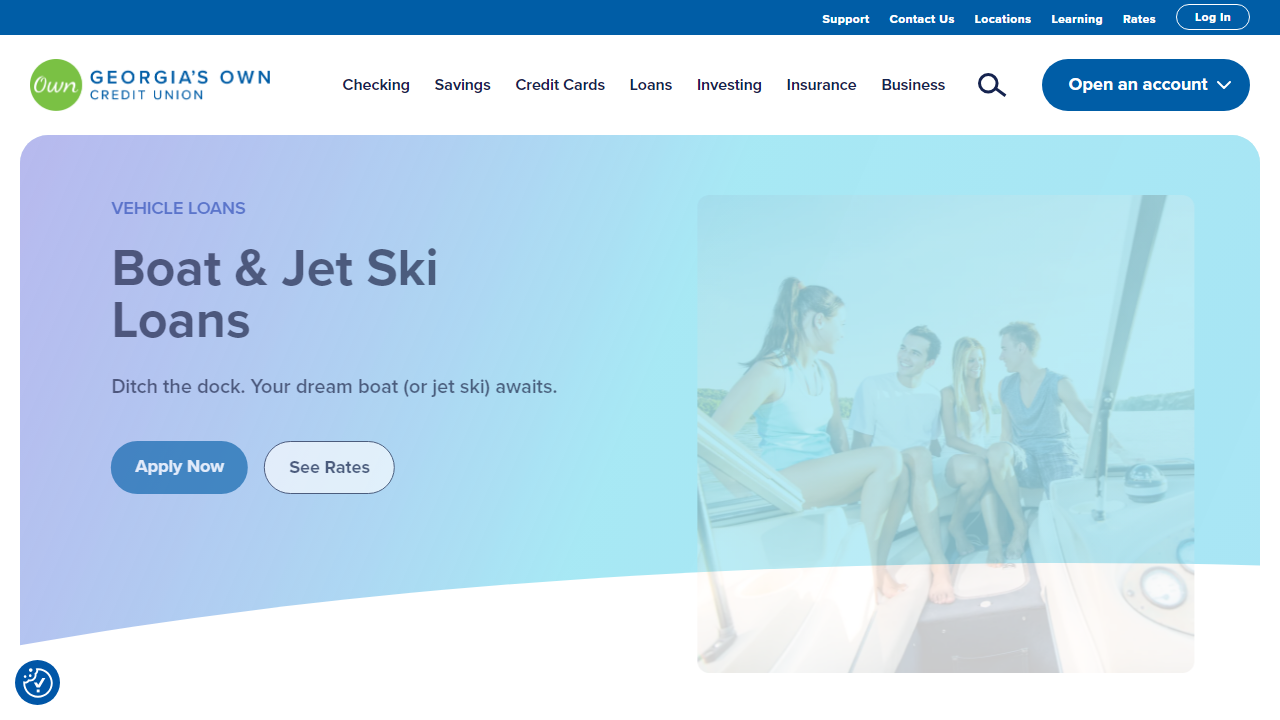 Support Contact Us Locations Learning Rates Log In
Own GEORGIA'S OWN
CREDIT UNION
Checking Savings Credit Cards Loans Investing Insurance Business Open an account
VEHICLE LOANS
Boat & Jet Ski
Loans
Ditch the dock. Your dream boat (or jet ski) awaits.
Apply Now See Rates